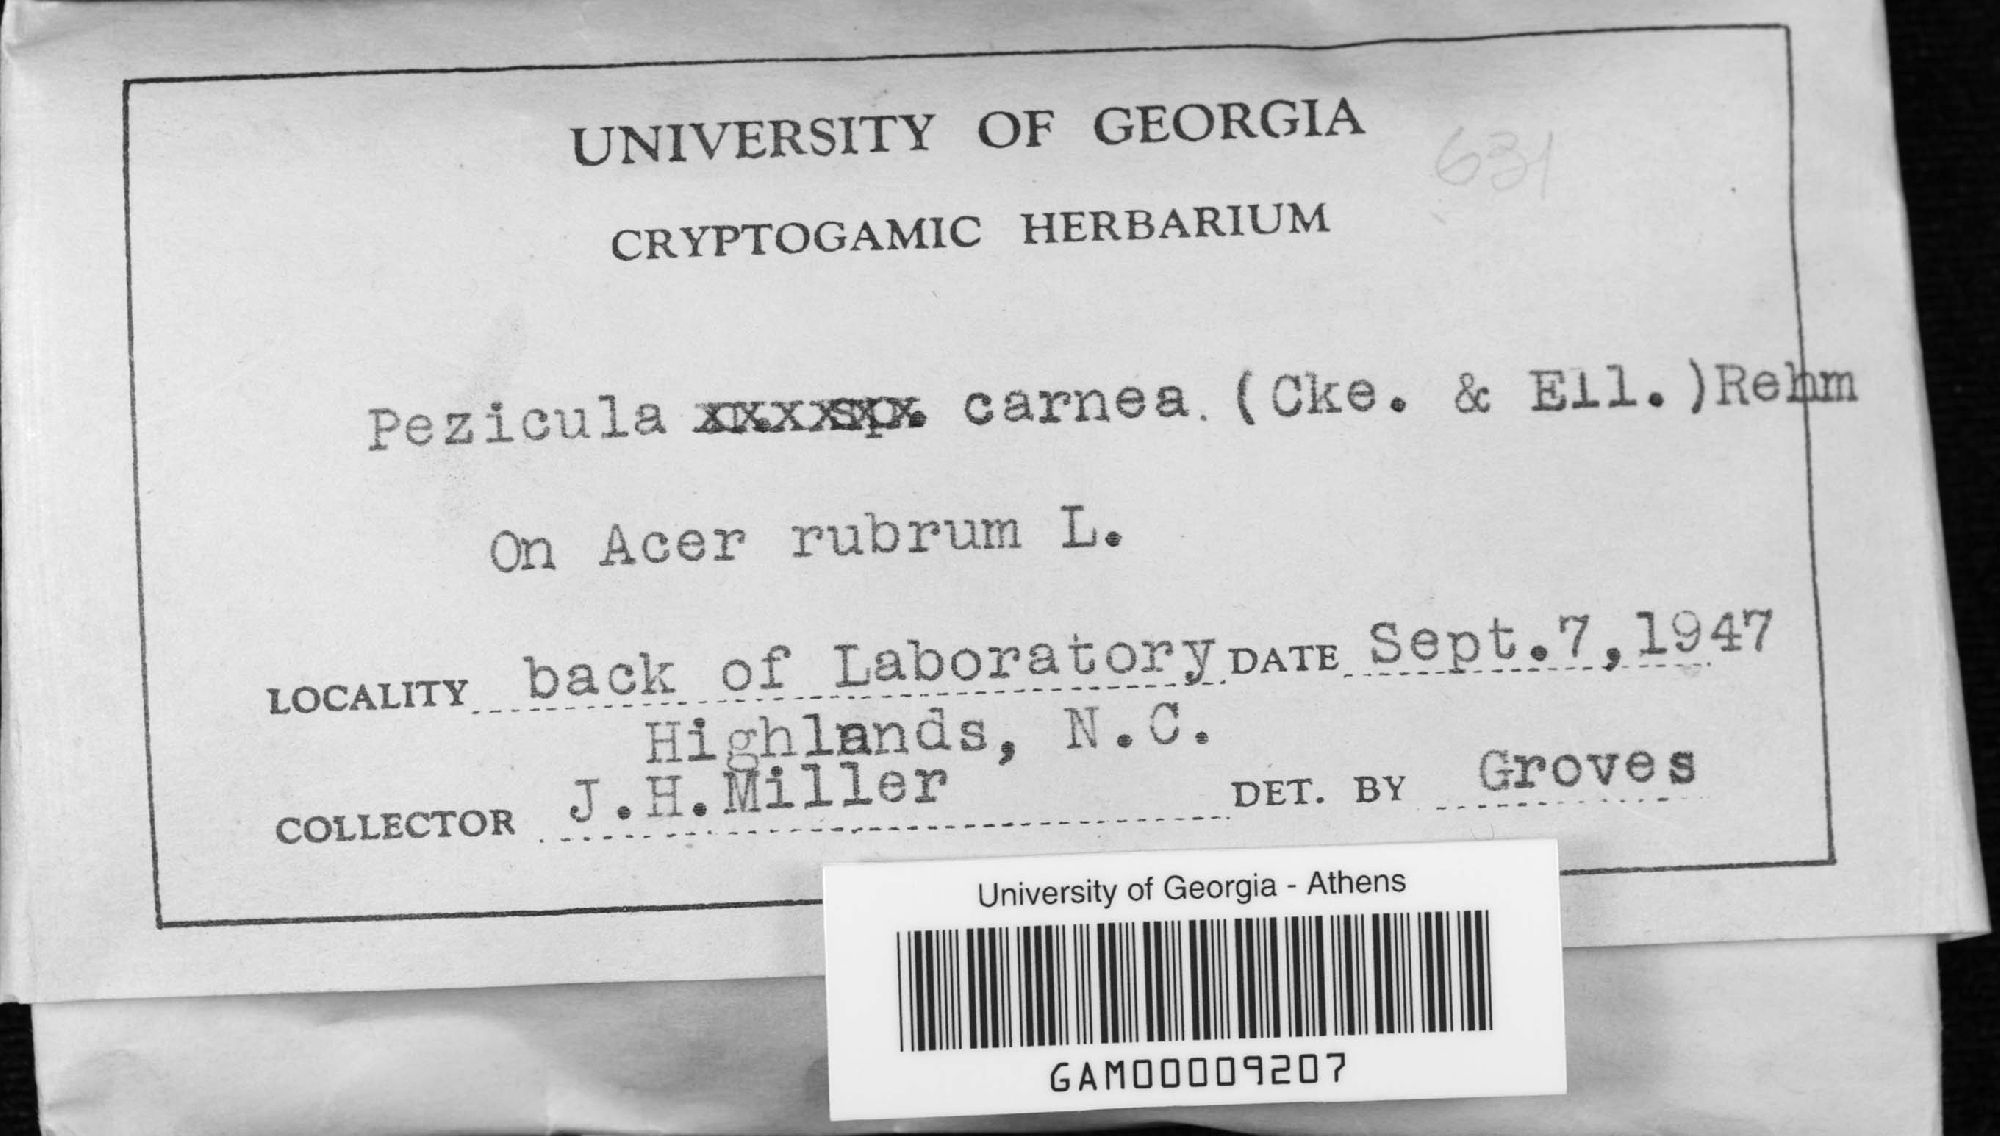 UNIVERSITY OF GEORGIA
631
CRYPTOGAMIC HERBARIUM
Pezicula xxxxspx. carnea.(Cke. & Ell.)Rehm
On Acer rubrum L.
LOCALITY back of Laboratory DATE Sept.7,1947
Highlands, N.C.
COLLECTOR J.H.Miller DET. BY Groves
University of Georgia - Athens
GAM00009207